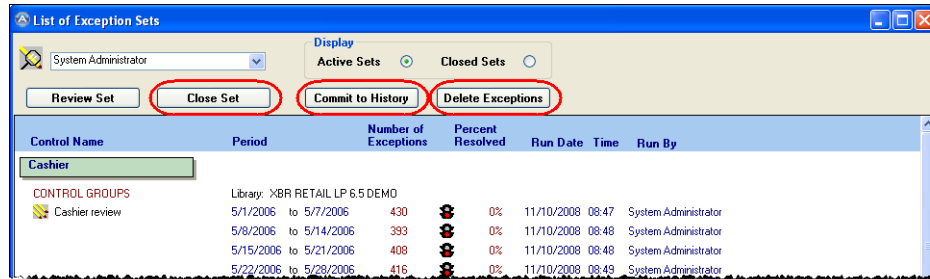 List of Exception Sets
Display
System Administrator Active Sets Closed Sets
Review Set Close Set Commit to History Delete Exceptions
Control Name Period Number of Exceptions Percent Resolved Run Date Time Run By
Cashier
CONTROL GROUPS Library: XBR RETAIL LP 6.5 DEMO
Cashier review 5/1/2006 to 5/7/2006 430 0% 11/10/2008 08:47 System Administrator
5/8/2006 to 5/14/2006 393 0% 11/10/2008 08:48 System Administrator
5/15/2006 to 5/21/2006 408 0% 11/10/2008 08:48 System Administrator
5/22/2006 to 5/28/2006 416 0% 11/10/2008 08:49 System Administrator